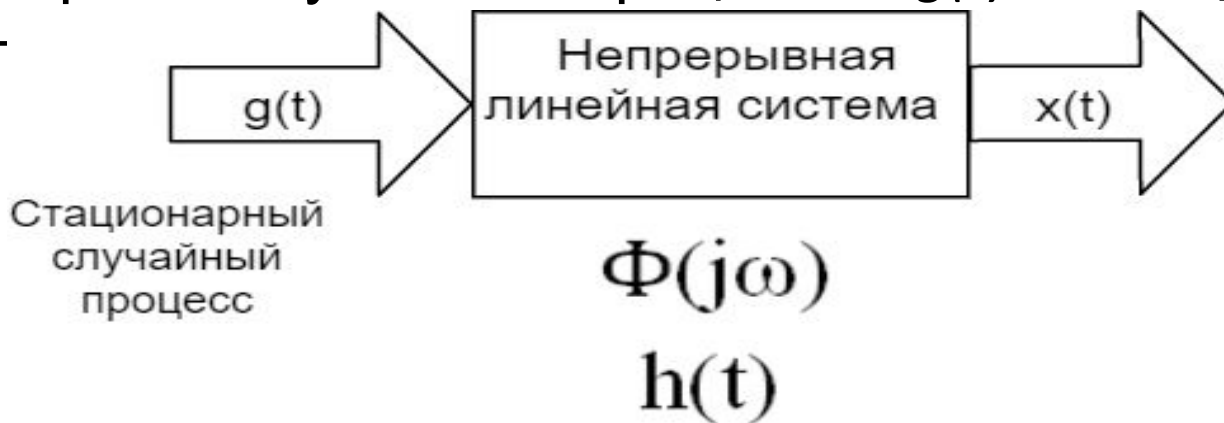 g(t)
Непрерывная
линейная система
x(t)
Стационарный
случайный
процесс
Φ(jω)
h(t)